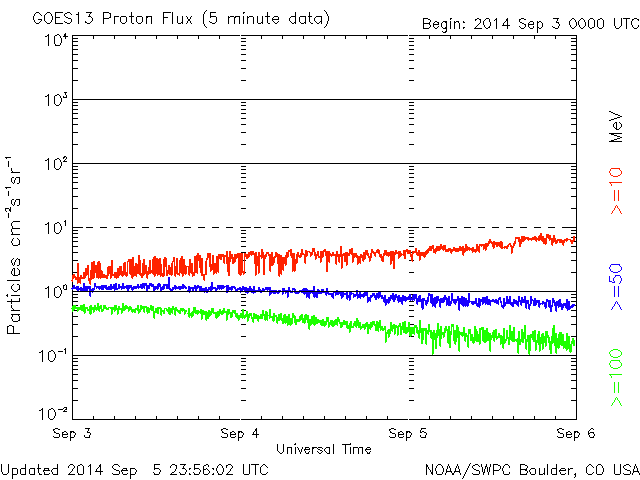 GOES13 Proton Flux (5 minute data)
Begin: 2014 Sep 3 0000 UTC
10⁴
10³
10²
10¹
10⁰
10⁻¹
10⁻²
Particles cm⁻²s⁻¹sr⁻¹
MeV
>=10
>=50
>=100
Sep 3
Sep 4
Sep 5
Sep 6
Universal Time
Updated 2014 Sep 5 23:56:02 UTC
NOAA/SWPC Boulder, CO USA